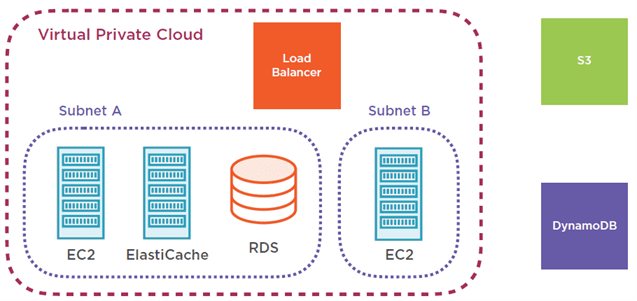 Virtual Private Cloud
Load
Balancer
S3
Subnet A
Subnet B
EC2
ElastiCache
RDS
EC2
DynamoDB